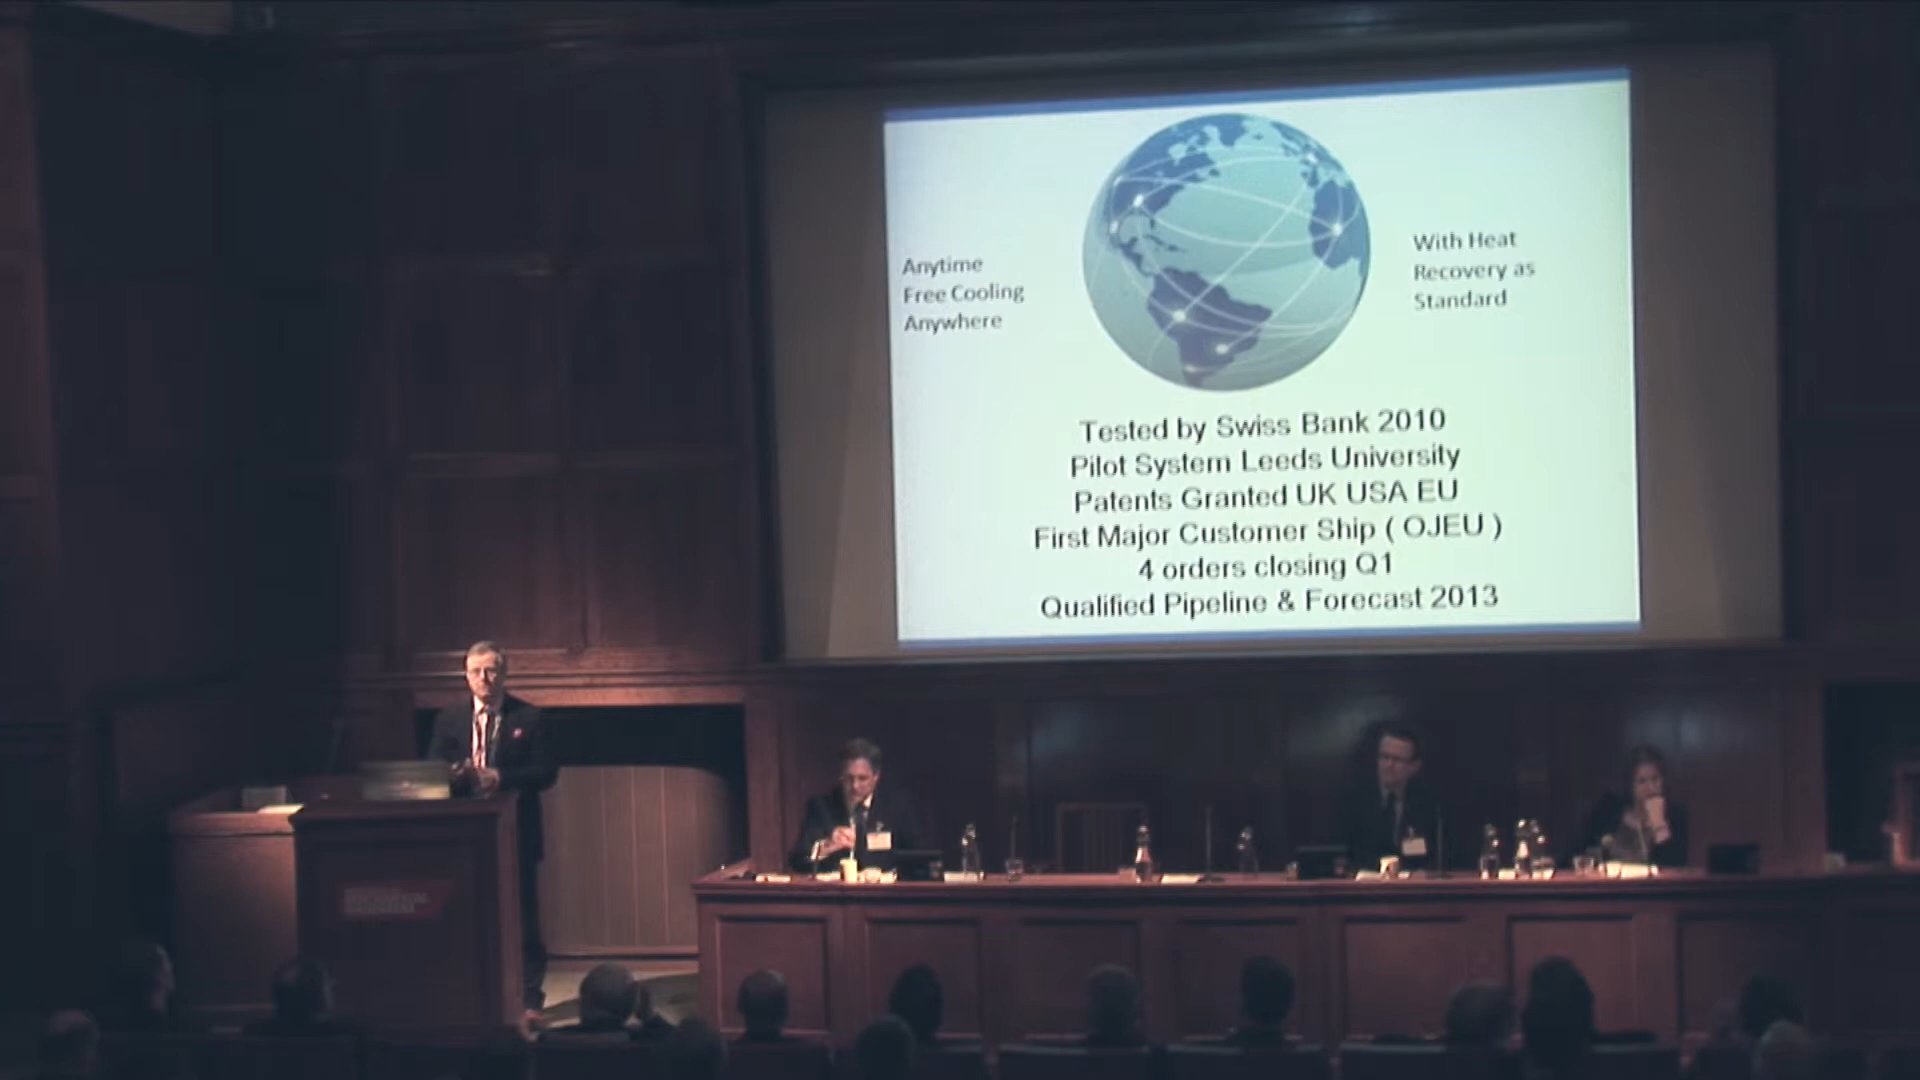 Anytime
Free Cooling
Anywhere
With Heat
Recovery as
Standard
Tested by Swiss Bank 2010
Pilot System Leeds University
Patents Granted UK USA EU
First Major Customer Ship ( OJEU )
4 orders closing Q1
Qualified Pipeline & Forecast 2013